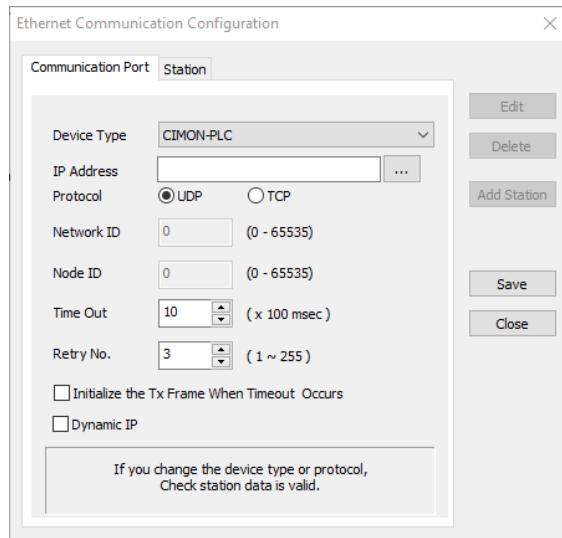 Ethernet Communication Configuration
Communication Port
Station
Device Type
CIMON-PLC
IP Address
...
Protocol
UDP
TCP
Network ID
0
(0 - 65535)
Node ID
0
(0 - 65535)
Time Out
10
( x 100 msec )
Retry No.
3
( 1 ~ 255 )
Initialize the Tx Frame When Timeout Occurs
Dynamic IP
If you change the device type or protocol,
Check station data is valid.
Edit
Delete
Add Station
Save
Close